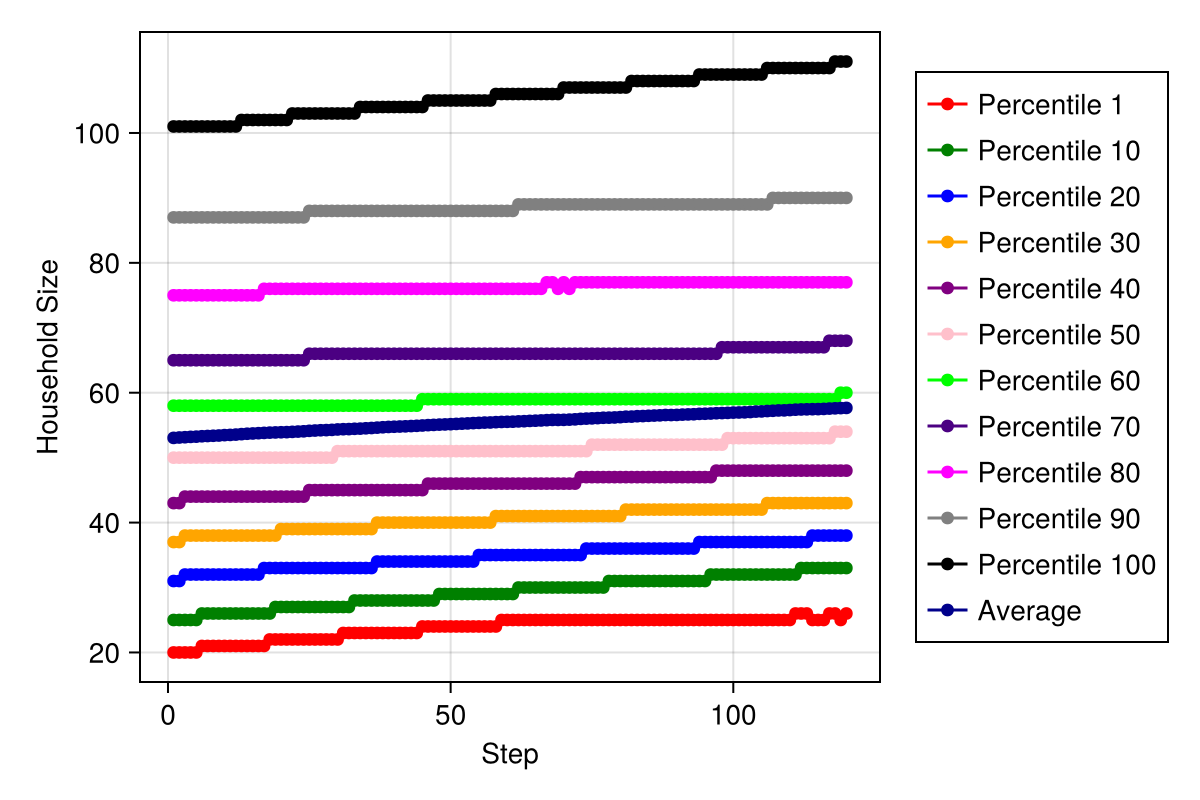 100
80
60
40
20
Household Size
0
50
100
Step
Percentile 1
Percentile 10
Percentile 20
Percentile 30
Percentile 40
Percentile 50
Percentile 60
Percentile 70
Percentile 80
Percentile 90
Percentile 100
Average